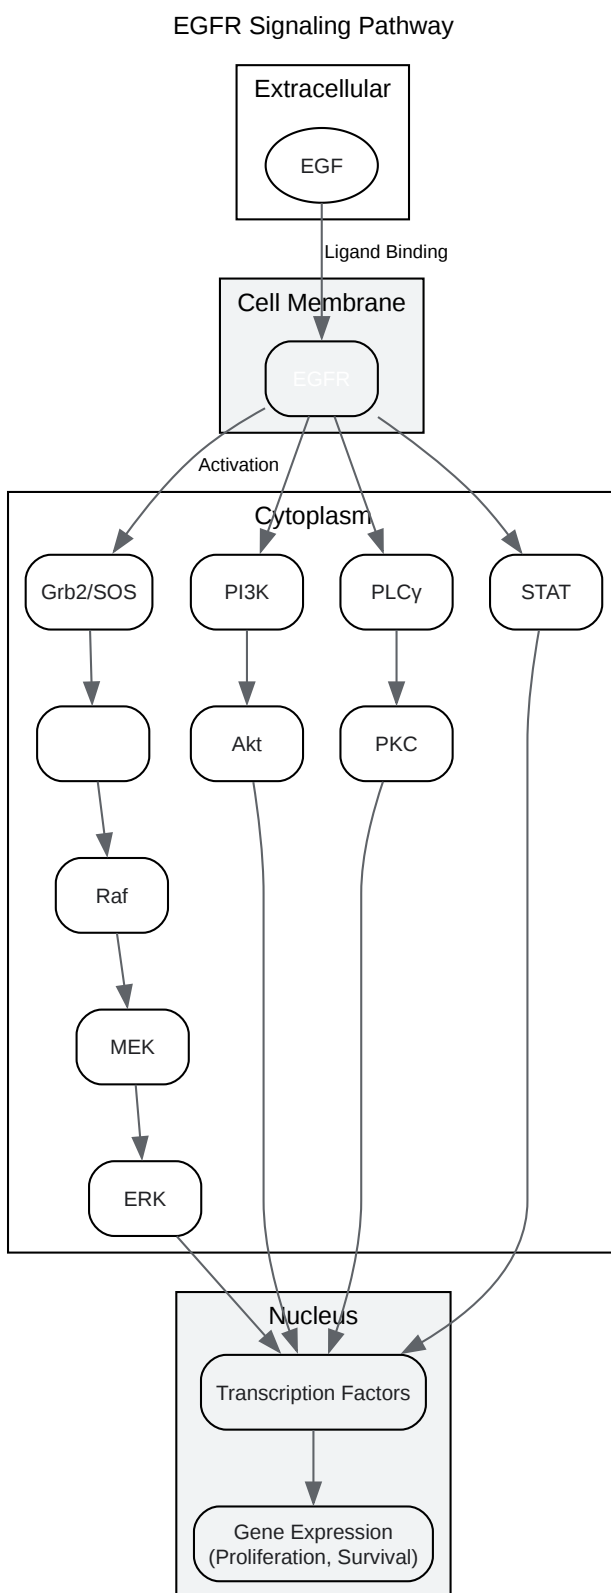 EGFR Signaling Pathway
Extracellular
EGF
Ligand Binding
Cell Membrane
EGFR
Activation
Cytoplasm
Grb2/SOS
PI3K
PLCγ
STAT
Akt
PKC
Raf
MEK
ERK
Nucleus
Transcription Factors
Gene Expression
(Proliferation, Survival)